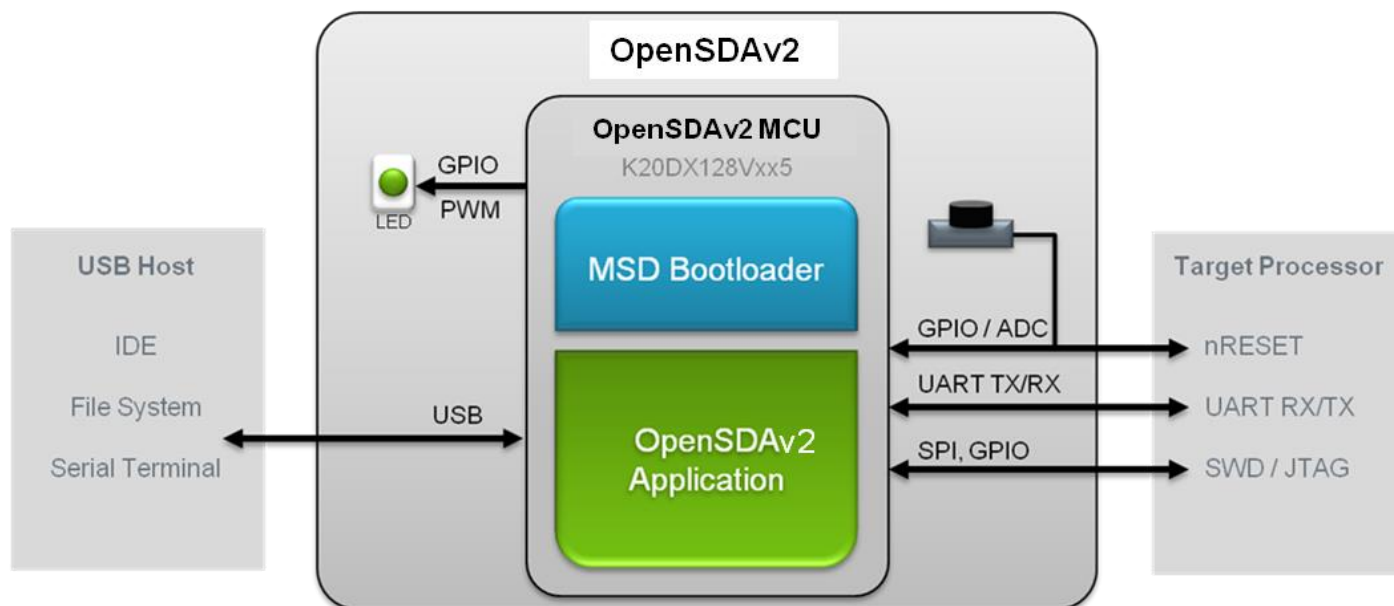 OpenSDAv2
OpenSDAv2 MCU
K20DX128Vxx5
GPIO
PWM
LED
MSD Bootloader
USB Host
IDE
File System
Serial Terminal
USB
OpenSDAv2
Application
GPIO / ADC
UART TX/RX
SPI, GPIO
Target Processor
nRESET
UART RX/TX
SWD / JTAG